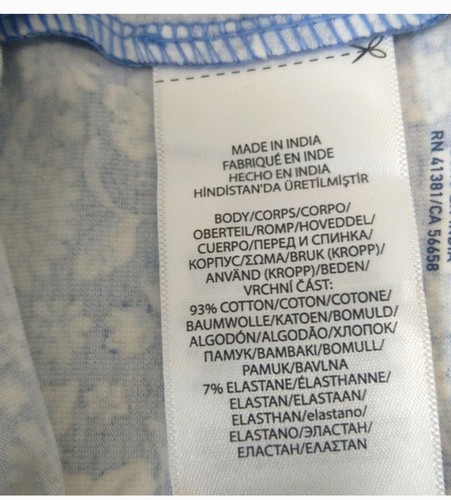 MADE IN INDIA
FABRIQUÉ EN INDE
HECHO EN INDIA
HİNDİSTAN'DA ÜRETİLMİŞTİR
BODY/CORPS/CORPO/
OBERTEIL/ROMP/HOVEDDEL/
CUERPO/ПЕРЕД И СПИНКА/
КОРПУС/ΣΩΜΑ/BRUK (KROPP)/
ANVÄND (KROPP)/BEDEN/
VRCHNÍ ČÁST:
93% COTTON/COTON/COTONE/
BAUMWOLLE/KATOEN/BOMULD/
ALGODÓN/ALGODÃO/ХЛОПОК/
ПАМУК/ΒΑΜΒΑΚΙ/BOMULL/
PAMUK/BAVLNA
7% ELASTANE/ÉLASTHANNE/
ELASTAN/ELASTAAN/
ELASTHAN/elastano/
ELASTANO/ЭЛАСТАН/
ЕЛАСТАН/ΕΛΑΣΤΑΝ
RN 41381/CA 56658